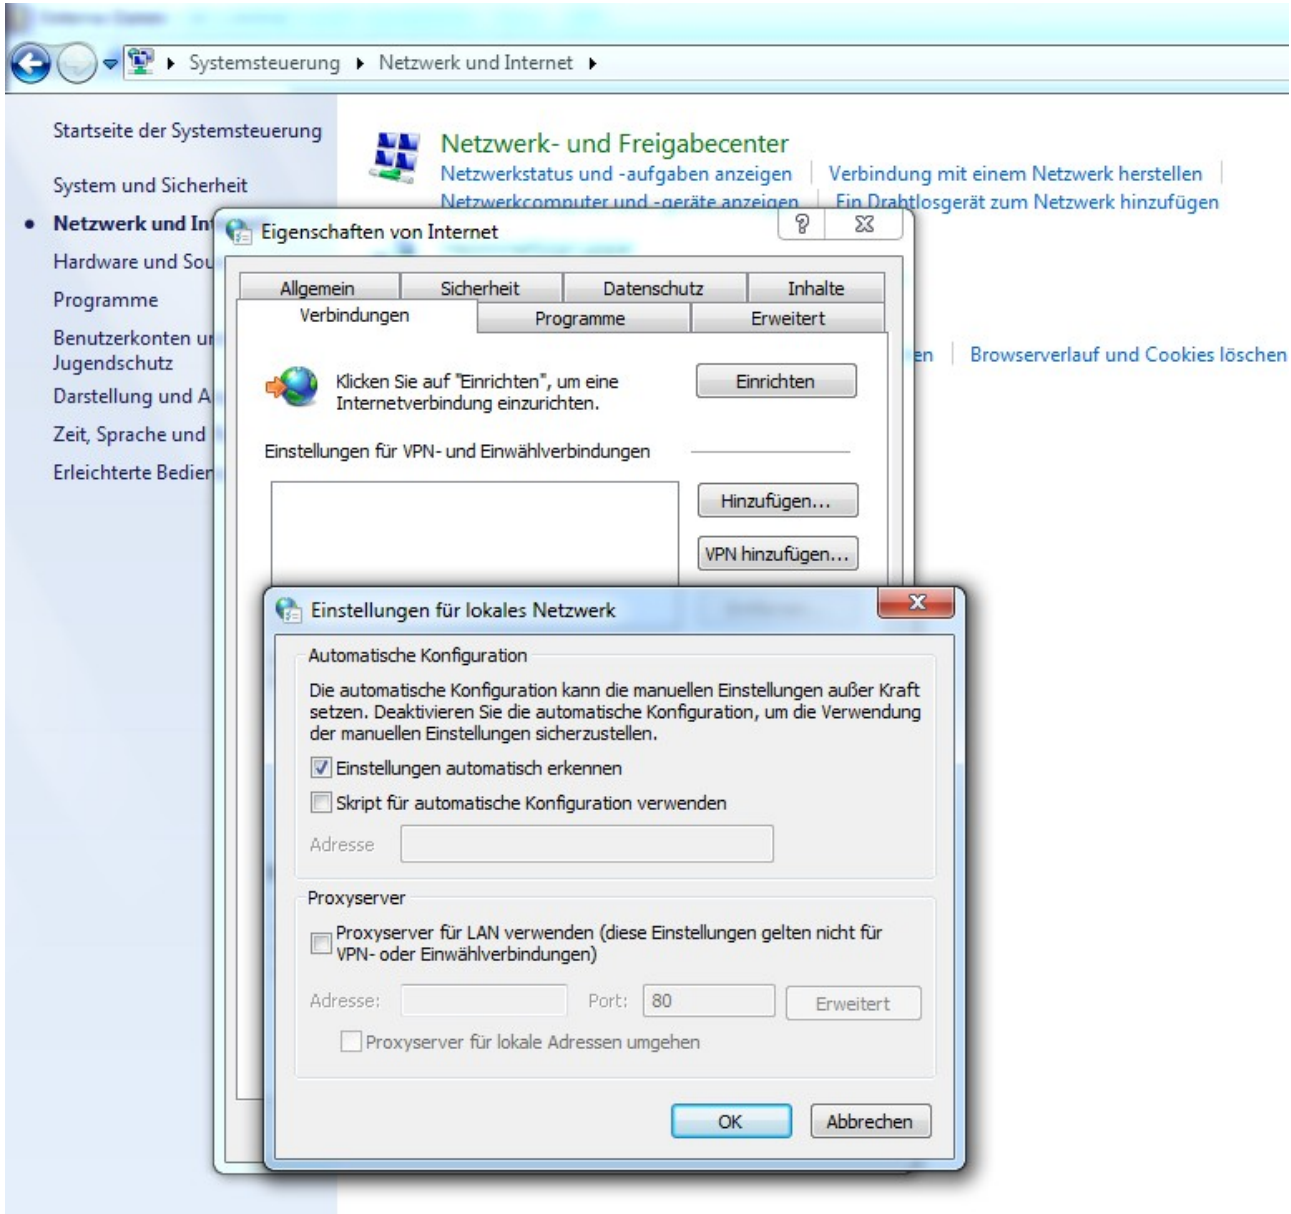 Systemsteuerung
Netzwerk und Internet
Startseite der Systemsteuerung
System und Sicherheit
Netzwerk und In
Hardware und Sou
Programme
Benutzerkonten un
Jugendschutz
Darstellung und A
Zeit, Sprache und
Erleichterte Bedien
Netzwerk- und Freigabecenter
Netzwerkstatus und -aufgaben anzeigen Verbindung mit einem Netzwerk herstellen
Netzwerkcomputer und -geräte anzeigen Ein Drahtlosgerät zum Netzwerk hinzufügen
en Browserverlauf und Cookies löschen
Eigenschaften von Internet
Allgemein Sicherheit Datenschutz Inhalte
Verbindungen Programme Erweitert
Klicken Sie auf "Einrichten", um eine
Internetverbindung einzurichten.
Einrichten
Einstellungen für VPN- und Einwählverbindungen
Hinzufügen...
VPN hinzufügen...
Einstellungen für lokales Netzwerk
Automatische Konfiguration
Die automatische Konfiguration kann die manuellen Einstellungen außer Kraft
setzen. Deaktivieren Sie die automatische Konfiguration, um die Verwendung
der manuellen Einstellungen sicherzustellen.
Einstellungen automatisch erkennen
Skript für automatische Konfiguration verwenden
Adresse
Proxyserver
Proxyserver für LAN verwenden (diese Einstellungen gelten nicht für
VPN- oder Einwählverbindungen)
Adresse: Port: 80 Erweitert
Proxyserver für lokale Adressen umgehen
OK Abbrechen